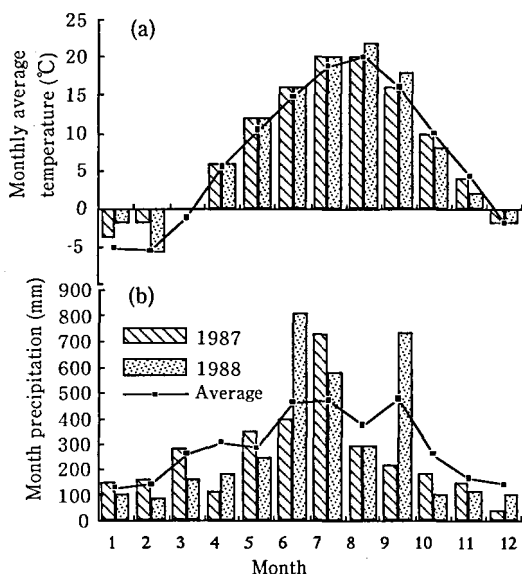 (a)
Monthly average
temperature (℃)
25
20
15
10
5
0
-5
(b)
Month precipitation (mm)
900
800
700
600
500
400
300
200
100
0
1987
1988
Average
1 2 3 4 5 6 7 8 9 10 11 12
Month